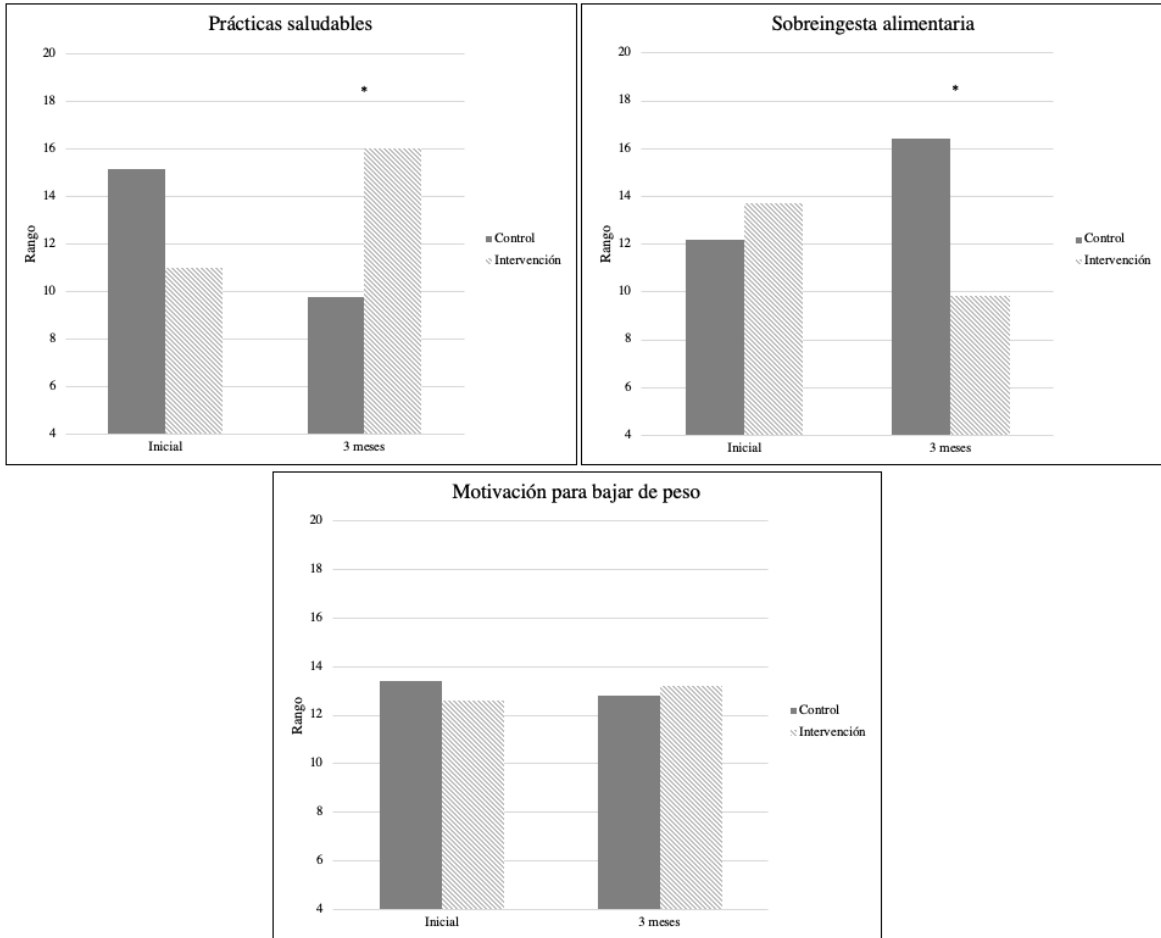 Prácticas saludables
20
18
16
14
12
10
8
6
4
Rango
*
Inicial
3 meses
Control
Intervención
Sobreingesta alimentaria
20
18
16
14
12
10
8
6
4
Rango
*
Inicial
3 meses
Control
Intervención
Motivación para bajar de peso
20
18
16
14
12
10
8
6
4
Rango
Inicial
3 meses
Control
Intervención